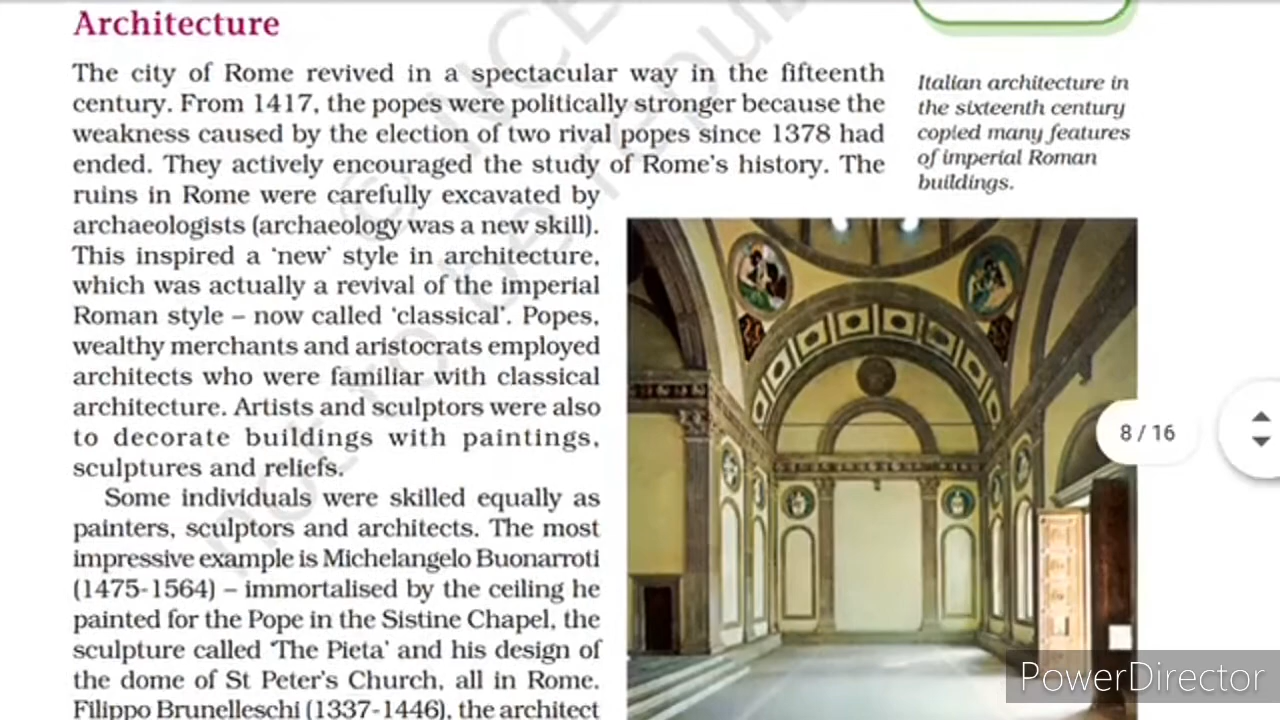 Architecture
The city of Rome revived in a spectacular way in the fifteenth
century. From 1417, the popes were politically stronger because the
weakness caused by the election of two rival popes since 1378 had
ended. They actively encouraged the study of Rome's history. The
ruins in Rome were carefully excavated by
archaeologists (archaeology was a new skill).
This inspired a 'new' style in architecture,
which was actually a revival of the imperial
Roman style – now called 'classical'. Popes,
wealthy merchants and aristocrats employed
architects who were familiar with classical
architecture. Artists and sculptors were also
to decorate buildings with paintings,
sculptures and reliefs.
Some individuals were skilled equally as
painters, sculptors and architects. The most
impressive example is Michelangelo Buonarroti
(1475-1564) – immortalised by the ceiling he
painted for the Pope in the Sistine Chapel, the
sculpture called 'The Pieta' and his design of
the dome of St Peter's Church, all in Rome.
Filippo Brunelleschi (1337-1446), the architect
Italian architecture in
the sixteenth century
copied many features
of imperial Roman
buildings.
8 / 16
PowerDirector
© NCE
not to be repub